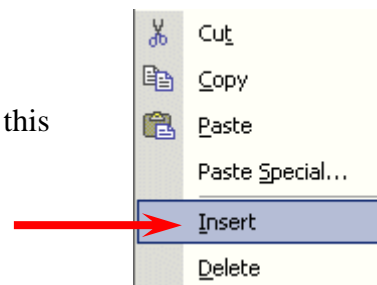 Cut
Copy
this
Paste
Paste Special...
Insert
Delete